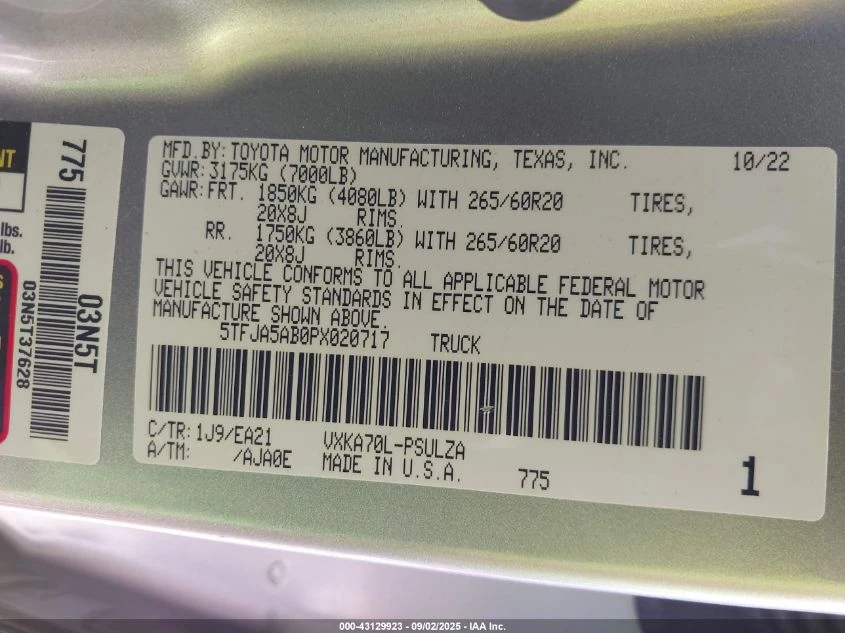 MFD.BY:TOYOTA MOTOR MANUFACTURING, TEXAS, INC. 10/22
GVWR:3175KG (7000LB)
GAWR:FRT. 1850KG (4080LB) WITH 265/60R20 TIRES,
20X8J RIMS.
RR. 1750KG (3860LB) WITH 265/60R20 TIRES,
20X8J RIMS.
THIS VEHICLE CONFORMS TO ALL APPLICABLE FEDERAL MOTOR
VEHICLE SAFETY STANDARDS IN EFFECT ON THE DATE OF
MANUFACTURE SHOWN ABOVE.
5TFJA5AB0PX020717 TRUCK
C/TR:1J9/EA21 VXKA70L-PSULZA
A/TM: /AJA0E MADE IN U.S.A. 775 1
775
03N5T
03N5T37628
lbs.
lb.
000-43129923 - 09/02/2025 - IAA Inc.